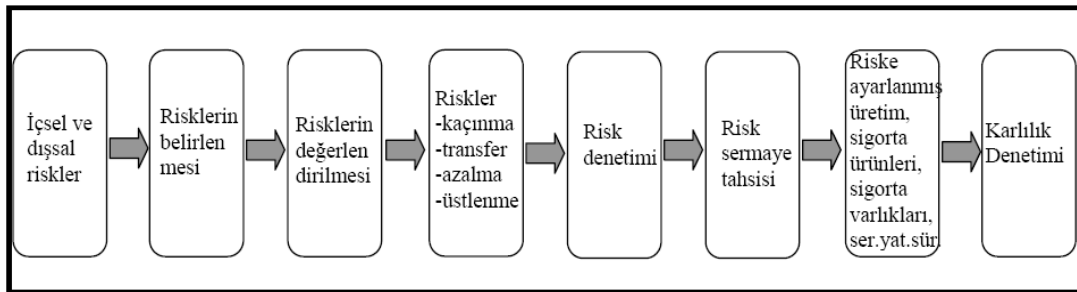 İçsel ve
dışsal
riskler
Risklerin
belirlen
mesi
Risklerin
değerlen
dirilmesi
Riskler
-kaçınma
-transfer
-azalma
-üstlenme
Risk
denetimi
Risk
sermaye
tahsisi
Riske
ayarlanmış
üretim,
sigorta
ürünleri,
sigorta
varlıkları,
ser.yat.sür.
Karlılık
Denetimi